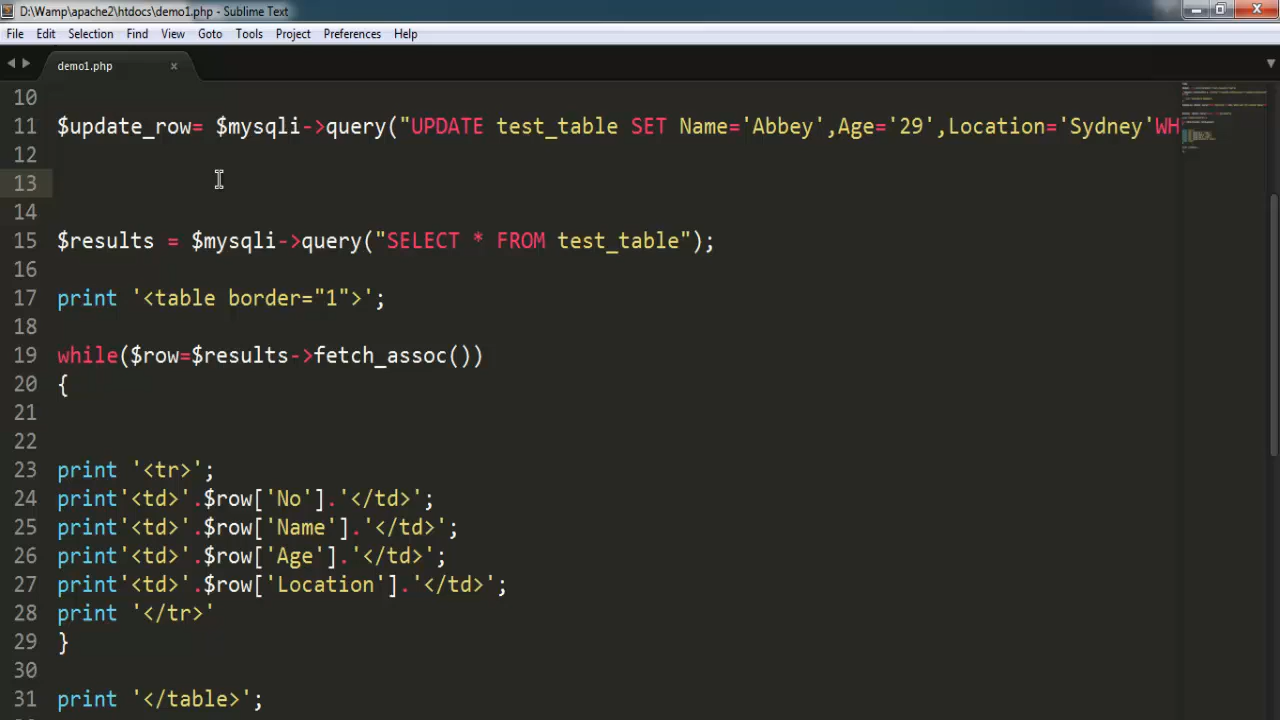 D:\Wamp\apache2\htdocs\demo1.php - Sublime Text
File Edit Selection Find View Goto Tools Project Preferences Help
demo1.php ×
10
11 $update_row= $mysqli->query("UPDATE test_table SET Name='Abbey',Age='29',Location='Sydney'WH
12
13
14
15 $results = $mysqli->query("SELECT * FROM test_table");
16
17 print '<table border="1">';
18
19 while($row=$results->fetch_assoc())
20 {
21
22
23 print '<tr>';
24 print'<td>'.$row['No'].'</td>';
25 print'<td>'.$row['Name'].'</td>';
26 print'<td>'.$row['Age'].'</td>';
27 print'<td>'.$row['Location'].'</td>';
28 print '</tr>'
29 }
30
31 print '</table>';